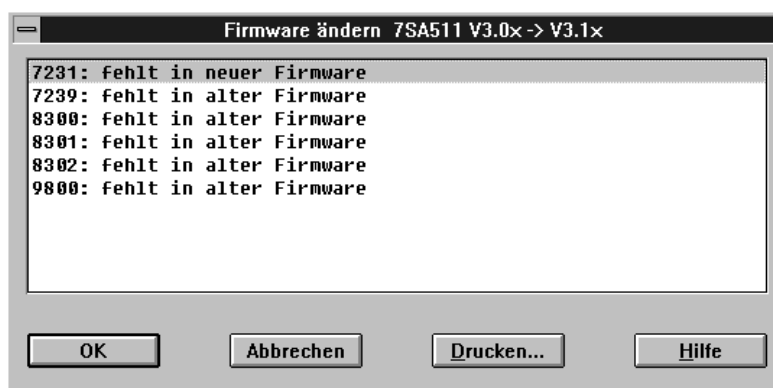 Firmware ändern 7SA511 V3.0x -> V3.1x
7231: fehlt in neuer Firmware
7239: fehlt in alter Firmware
8300: fehlt in alter Firmware
8301: fehlt in alter Firmware
8302: fehlt in alter Firmware
9800: fehlt in alter Firmware
OK Abbrechen Drucken... Hilfe